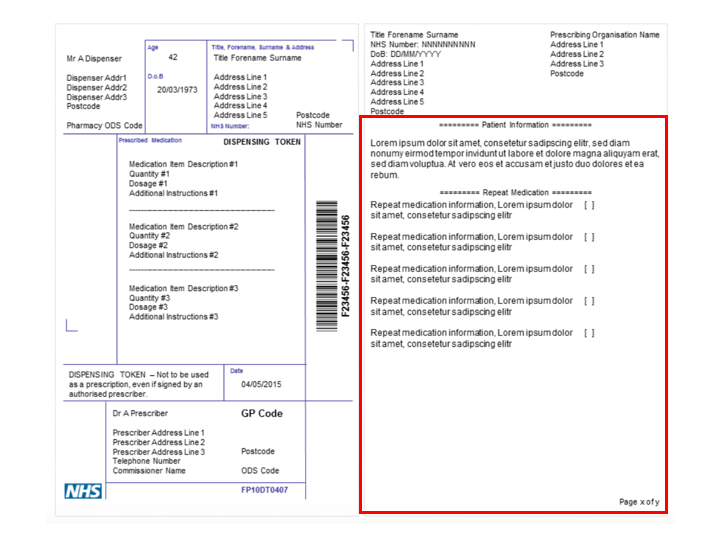 Mr A Dispenser
Dispenser Addr1
Dispenser Addr2
Dispenser Addr3
Postcode
Pharmacy ODS Code
Age
42
D.o.B
20/03/1973
Title, Forename, Surname & Address
Title Forename Surname
Address Line 1
Address Line 2
Address Line 3
Address Line 4
Address Line 5
Postcode
NHS Number:
NHS Number
Prescribed Medication
DISPENSING TOKEN
Medication Item Description #1
Quantity #1
Dosage #1
Additional Instructions #1
Medication Item Description #2
Quantity #2
Dosage #2
Additional Instructions #2
Medication Item Description #3
Quantity #3
Dosage #3
Additional Instructions #3
F23456-F23456-F23456
DISPENSING TOKEN – Not to be used
as a prescription, even if signed by an
authorised prescriber.
Date
04/05/2015
Dr A Prescriber
GP Code
Prescriber Address Line 1
Prescriber Address Line 2
Prescriber Address Line 3
Postcode
Telephone Number
Commissioner Name
ODS Code
NHS
FP10DT0407
Title Forename Surname
NHS Number: NNNNNNNNNN
DoB: DD/MM/YYYY
Address Line 1
Address Line 2
Address Line 3
Address Line 4
Address Line 5
Postcode
Prescribing Organisation Name
Address Line 1
Address Line 2
Address Line 3
Postcode
========= Patient Information =========
Lorem ipsum dolor sit amet, consetetur sadipscing elitr, sed diam
nonumy eirmod tempor invidunt ut labore et dolore magna aliquyam erat,
sed diam voluptua. At vero eos et accusam et justo duo dolores et ea
rebum.
========= Repeat Medication =========
Repeat medication information, Lorem ipsum dolor [ ]
sit amet, consetetur sadipscing elitr
Repeat medication information, Lorem ipsum dolor [ ]
sit amet, consetetur sadipscing elitr
Repeat medication information, Lorem ipsum dolor [ ]
sit amet, consetetur sadipscing elitr
Repeat medication information, Lorem ipsum dolor [ ]
sit amet, consetetur sadipscing elitr
Repeat medication information, Lorem ipsum dolor [ ]
sit amet, consetetur sadipscing elitr
Page x of y